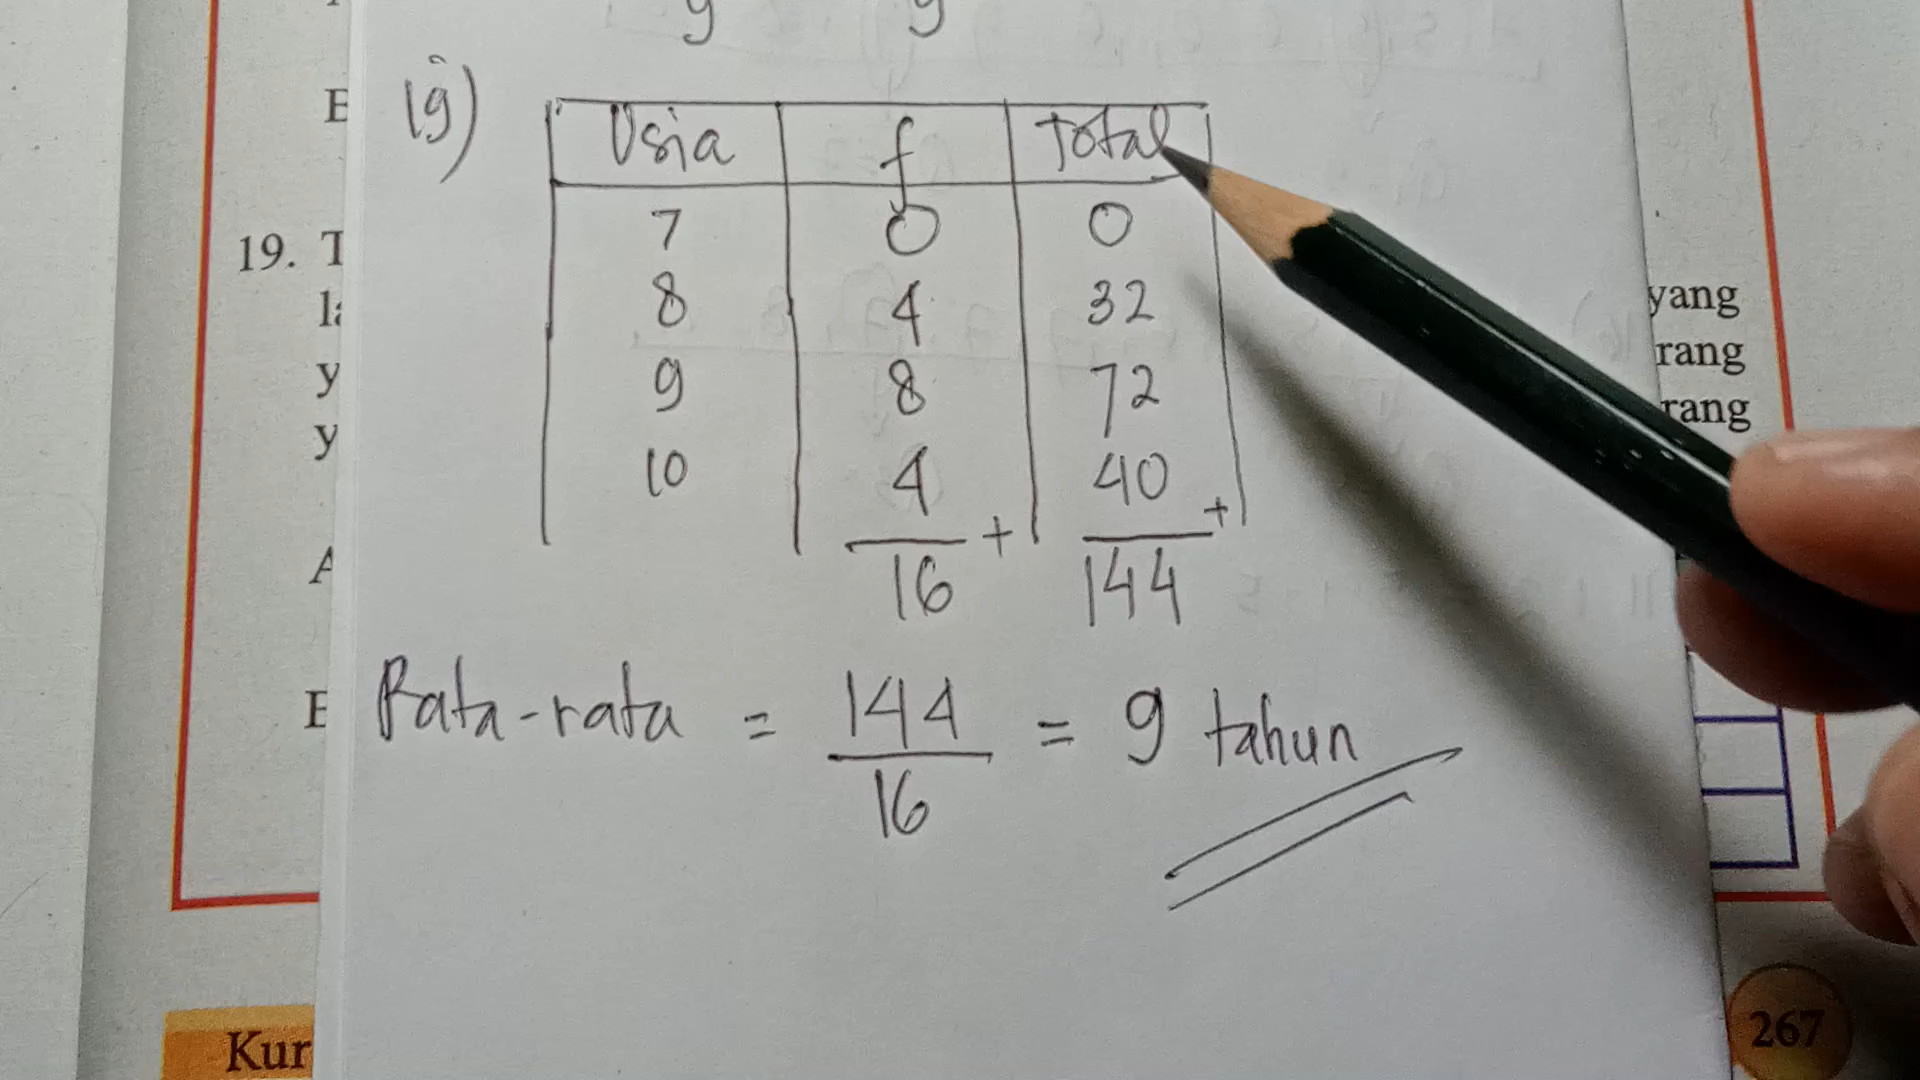 19)
Usia f Total
7 0 0
8 4 32
9 8 72
10 4 40
+ +
16 144
Rata-rata = 144/16 = 9 tahun
19.
yang
rang
rang
Kur
267